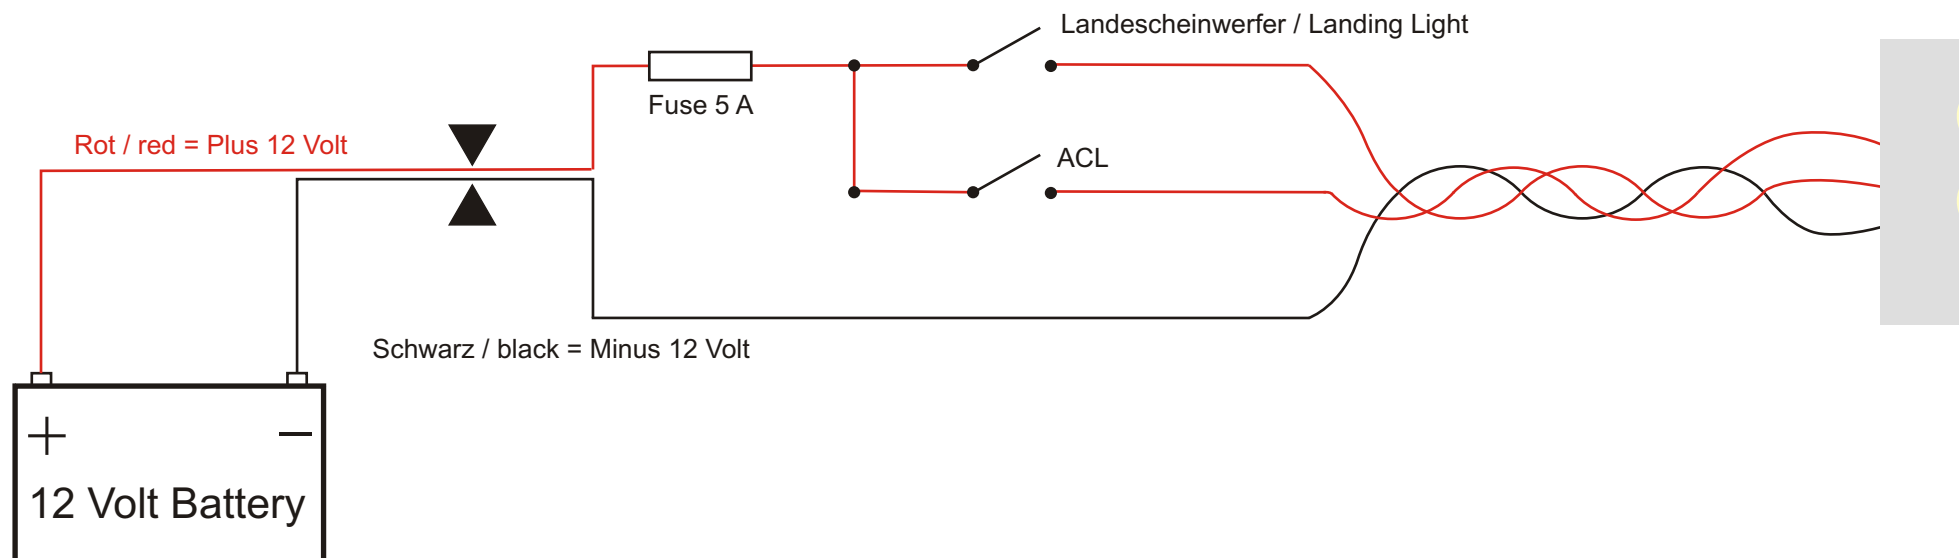 Landescheinwerfer / Landing Light
Fuse 5 A
Rot / red = Plus 12 Volt
ACL
Schwarz / black = Minus 12 Volt
+ −
12 Volt Battery